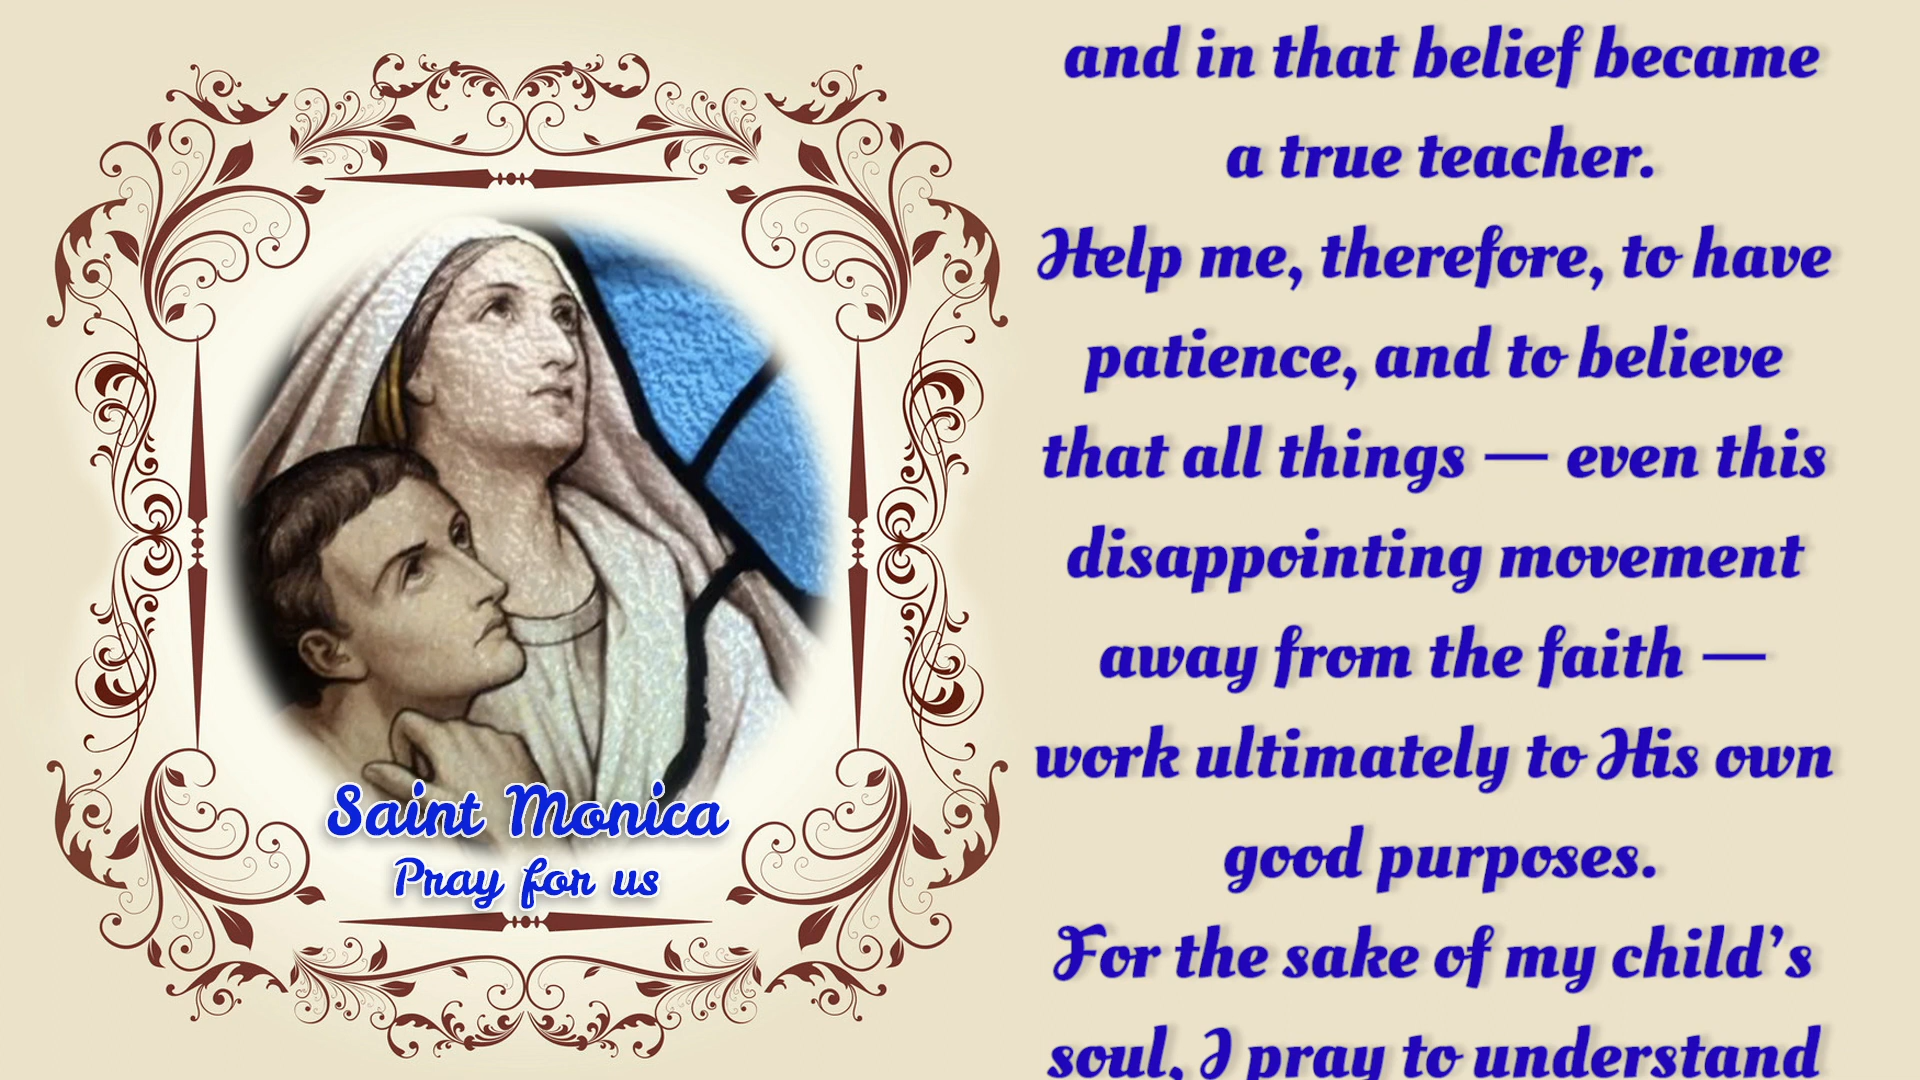 Saint Monica
Pray for us
and in that belief became
a true teacher.
Help me, therefore, to have
patience, and to believe
that all things — even this
disappointing movement
away from the faith —
work ultimately to His own
good purposes.
For the sake of my child’s
soul, I pray to understand